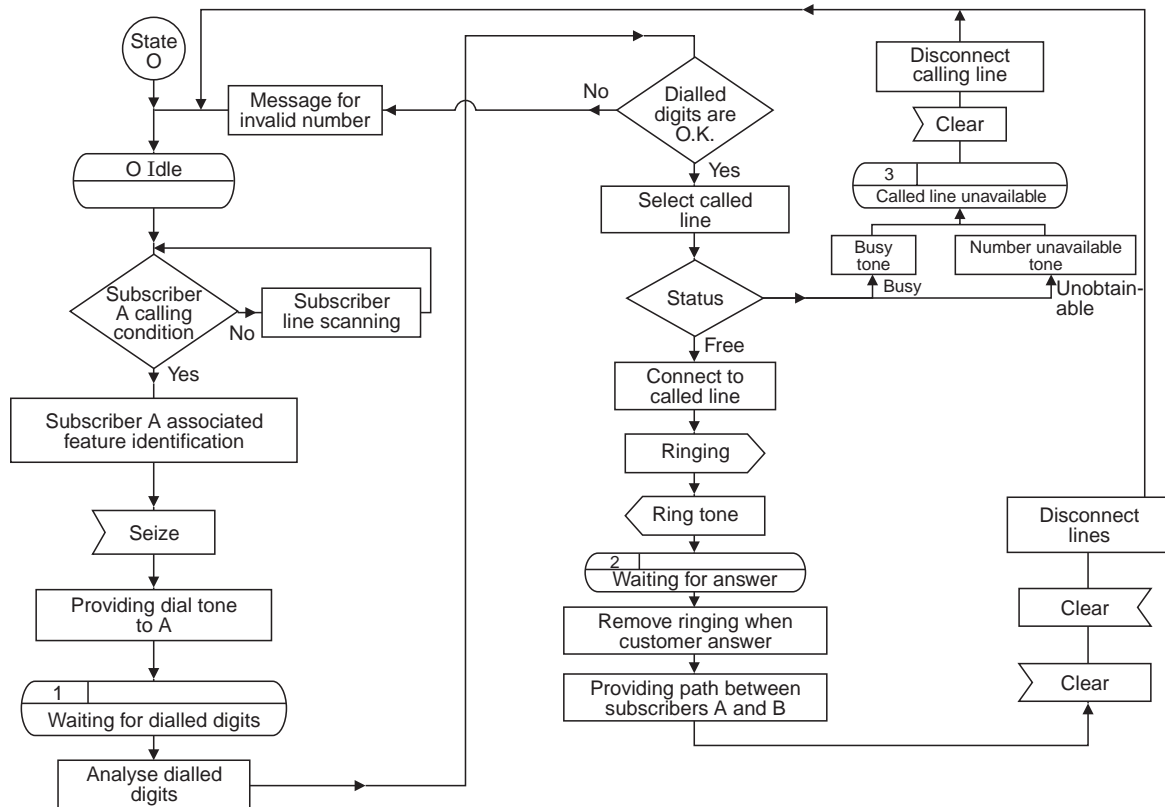 State
O
Message for
invalid number
O Idle
Subscriber
A calling
condition
No
Subscriber
line scanning
Yes
Subscriber A associated
feature identification
Seize
Providing dial tone
to A
1
Waiting for dialled digits
Analyse dialled
digits
No
Dialled
digits are
O.K.
Yes
Select called
line
Status
Free
Connect to
called line
Ringing
Ring tone
2
Waiting for answer
Remove ringing when
customer answer
Providing path between
subscribers A and B
Disconnect
calling line
Clear
3
Called line unavailable
Busy
tone
Number unavailable
tone
Busy
Unobtain-
able
Disconnect
lines
Clear
Clear